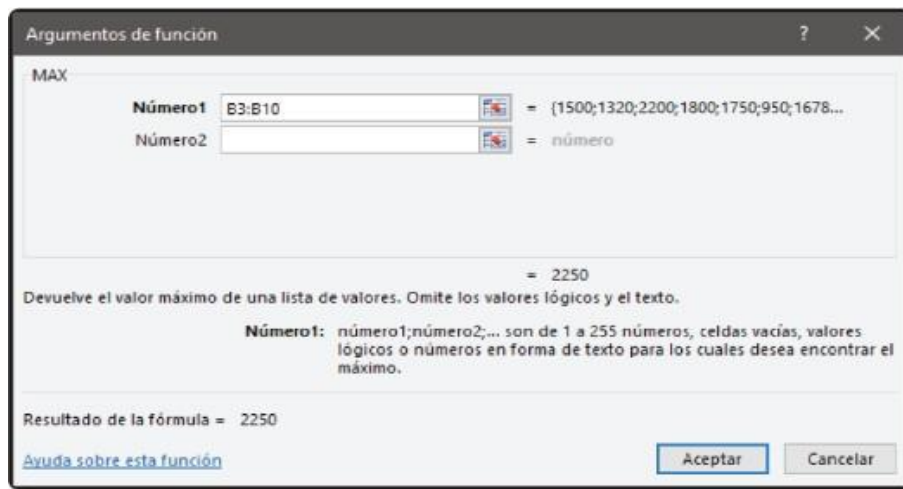 Argumentos de función
?
MAX
Número1 B3:B10 = {1500;1320;2200;1800;1750;950;1678...
Número2 = número
= 2250
Devuelve el valor máximo de una lista de valores. Omite los valores lógicos y el texto.
Número1: número1;número2;... son de 1 a 255 números, celdas vacías, valores
lógicos o números en forma de texto para los cuales desea encontrar el
máximo.
Resultado de la fórmula = 2250
Ayuda sobre esta función
Aceptar
Cancelar